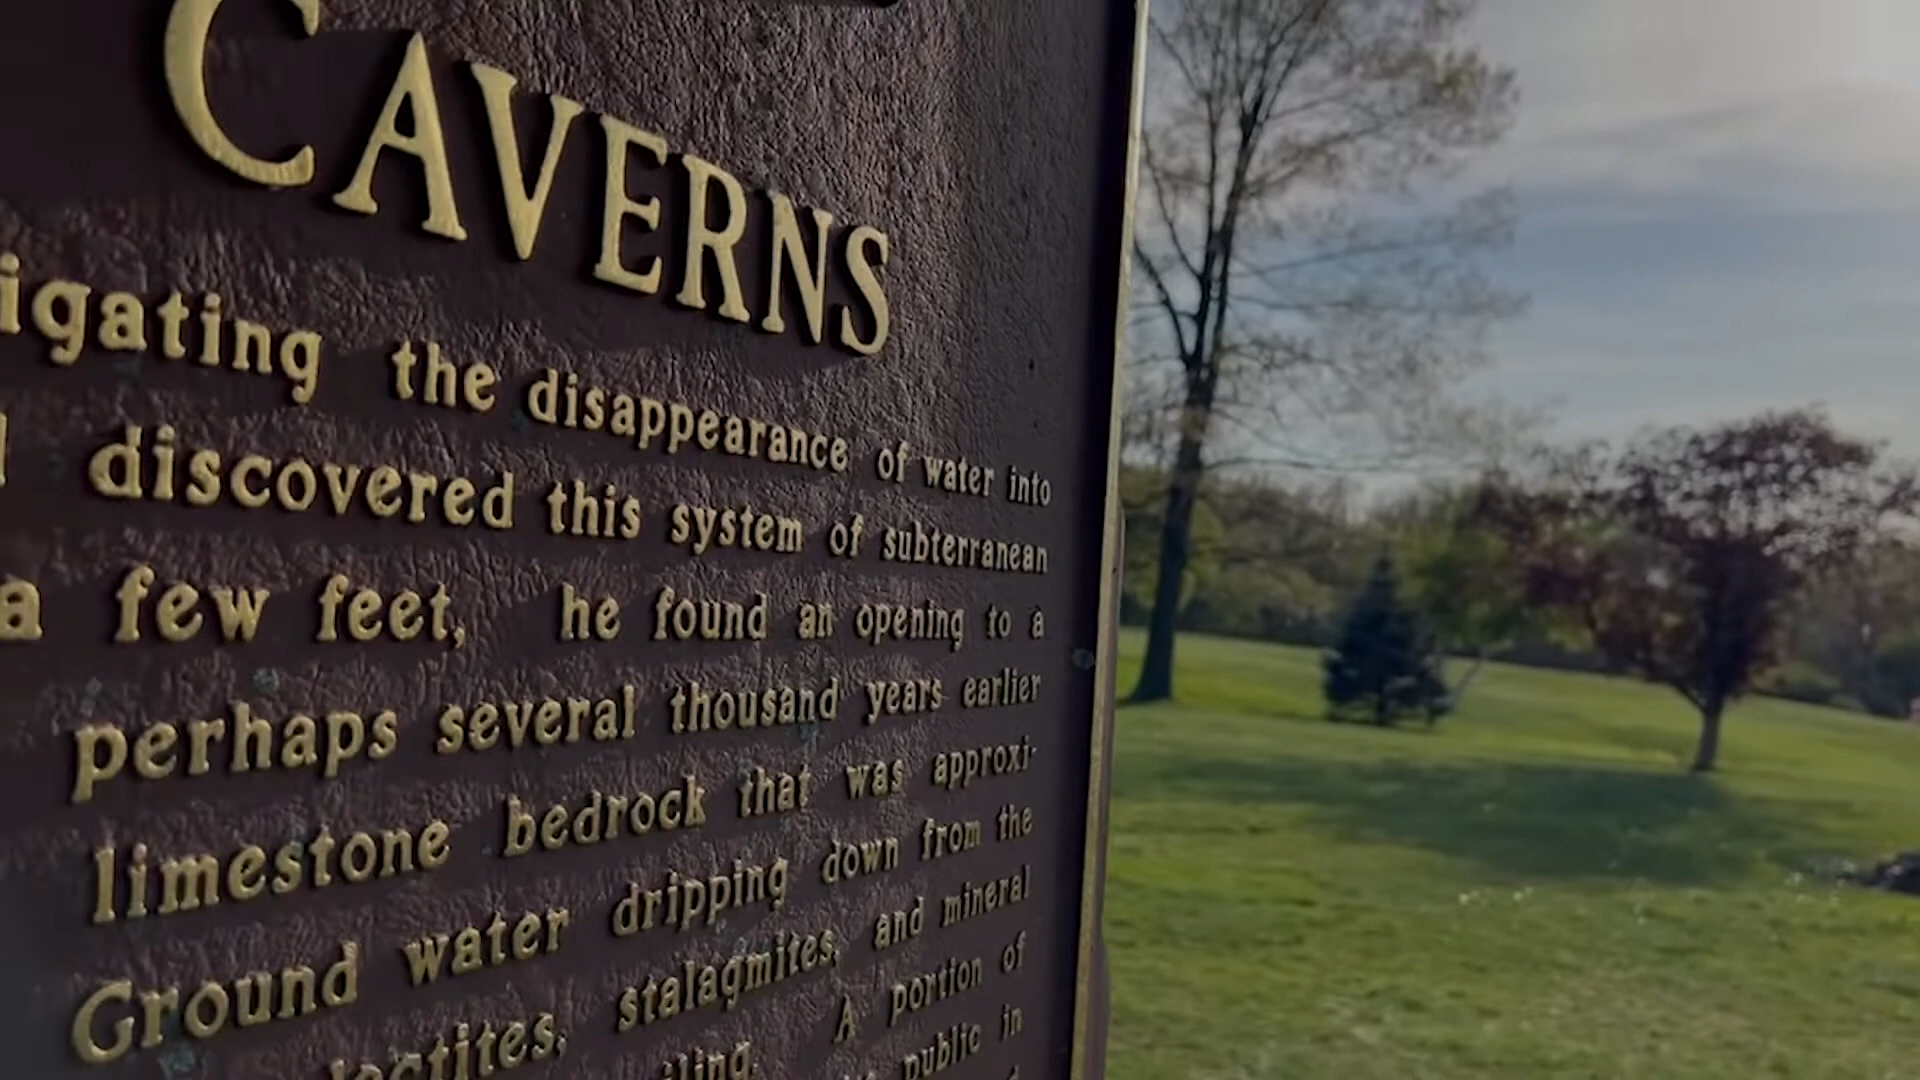 CAVERNS
igating the disappearance of water into
discovered this system of subterranean
a few feet, he found an opening to a
perhaps several thousand years earlier
limestone bedrock that was approxi-
Ground water dripping down from the
lactites, stalagmites, and mineral
iling. A portion of
public in